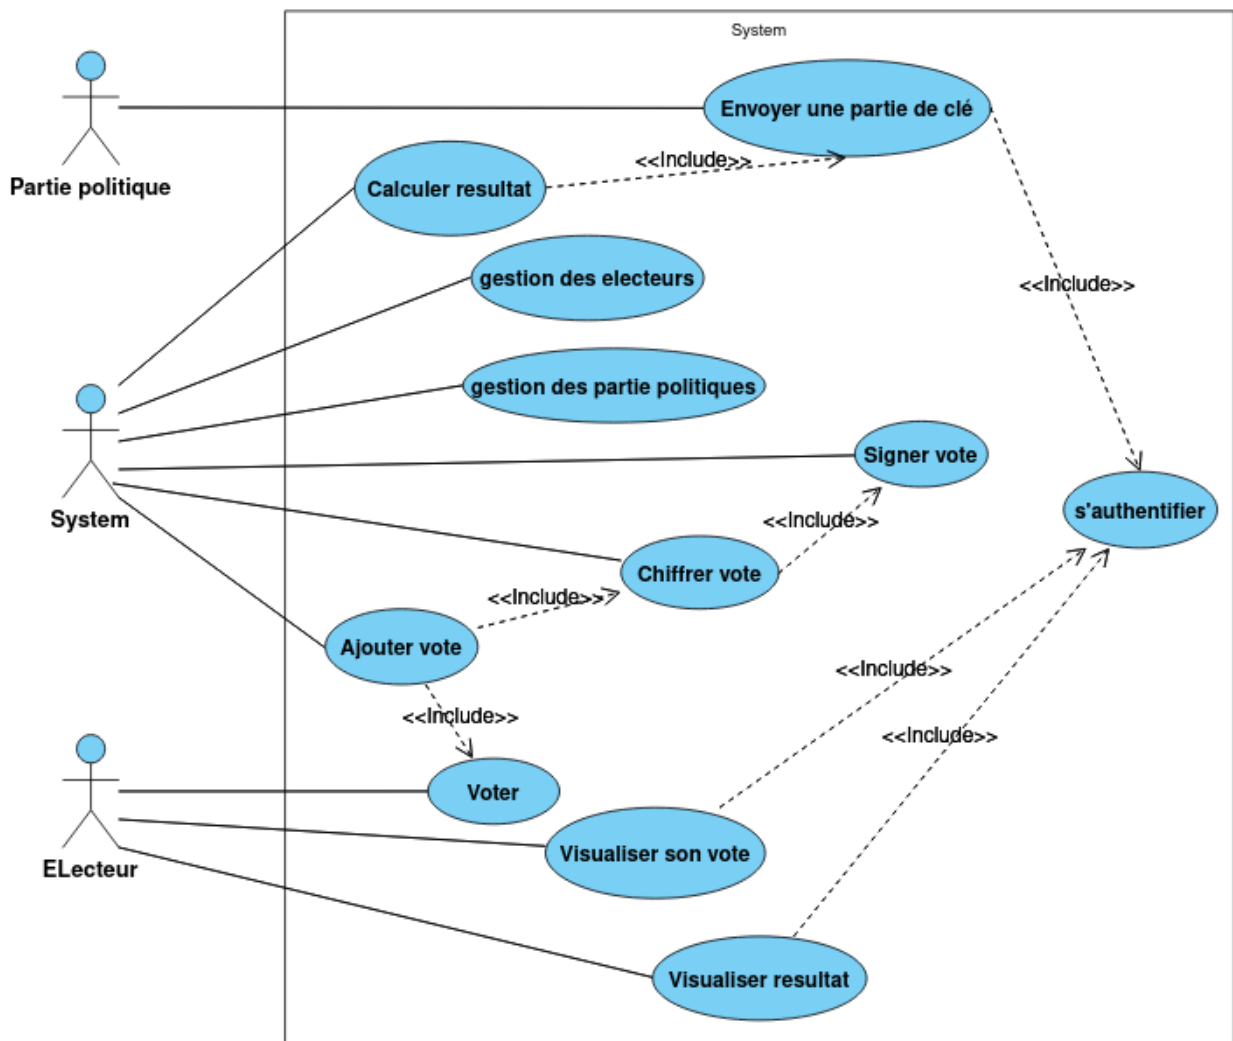 System
Envoyer une partie de clé
<<Include>>
Partie politique
Calculer resultat
gestion des electeurs
<<Include>>
gestion des partie politiques
Signer vote
System
s'authentifier
<<Include>>
Chiffrer vote
<<Include>>
Ajouter vote
<<Include>>
<<Include>>
<<Include>>
Voter
Visualiser son vote
ELecteur
Visualiser resultat